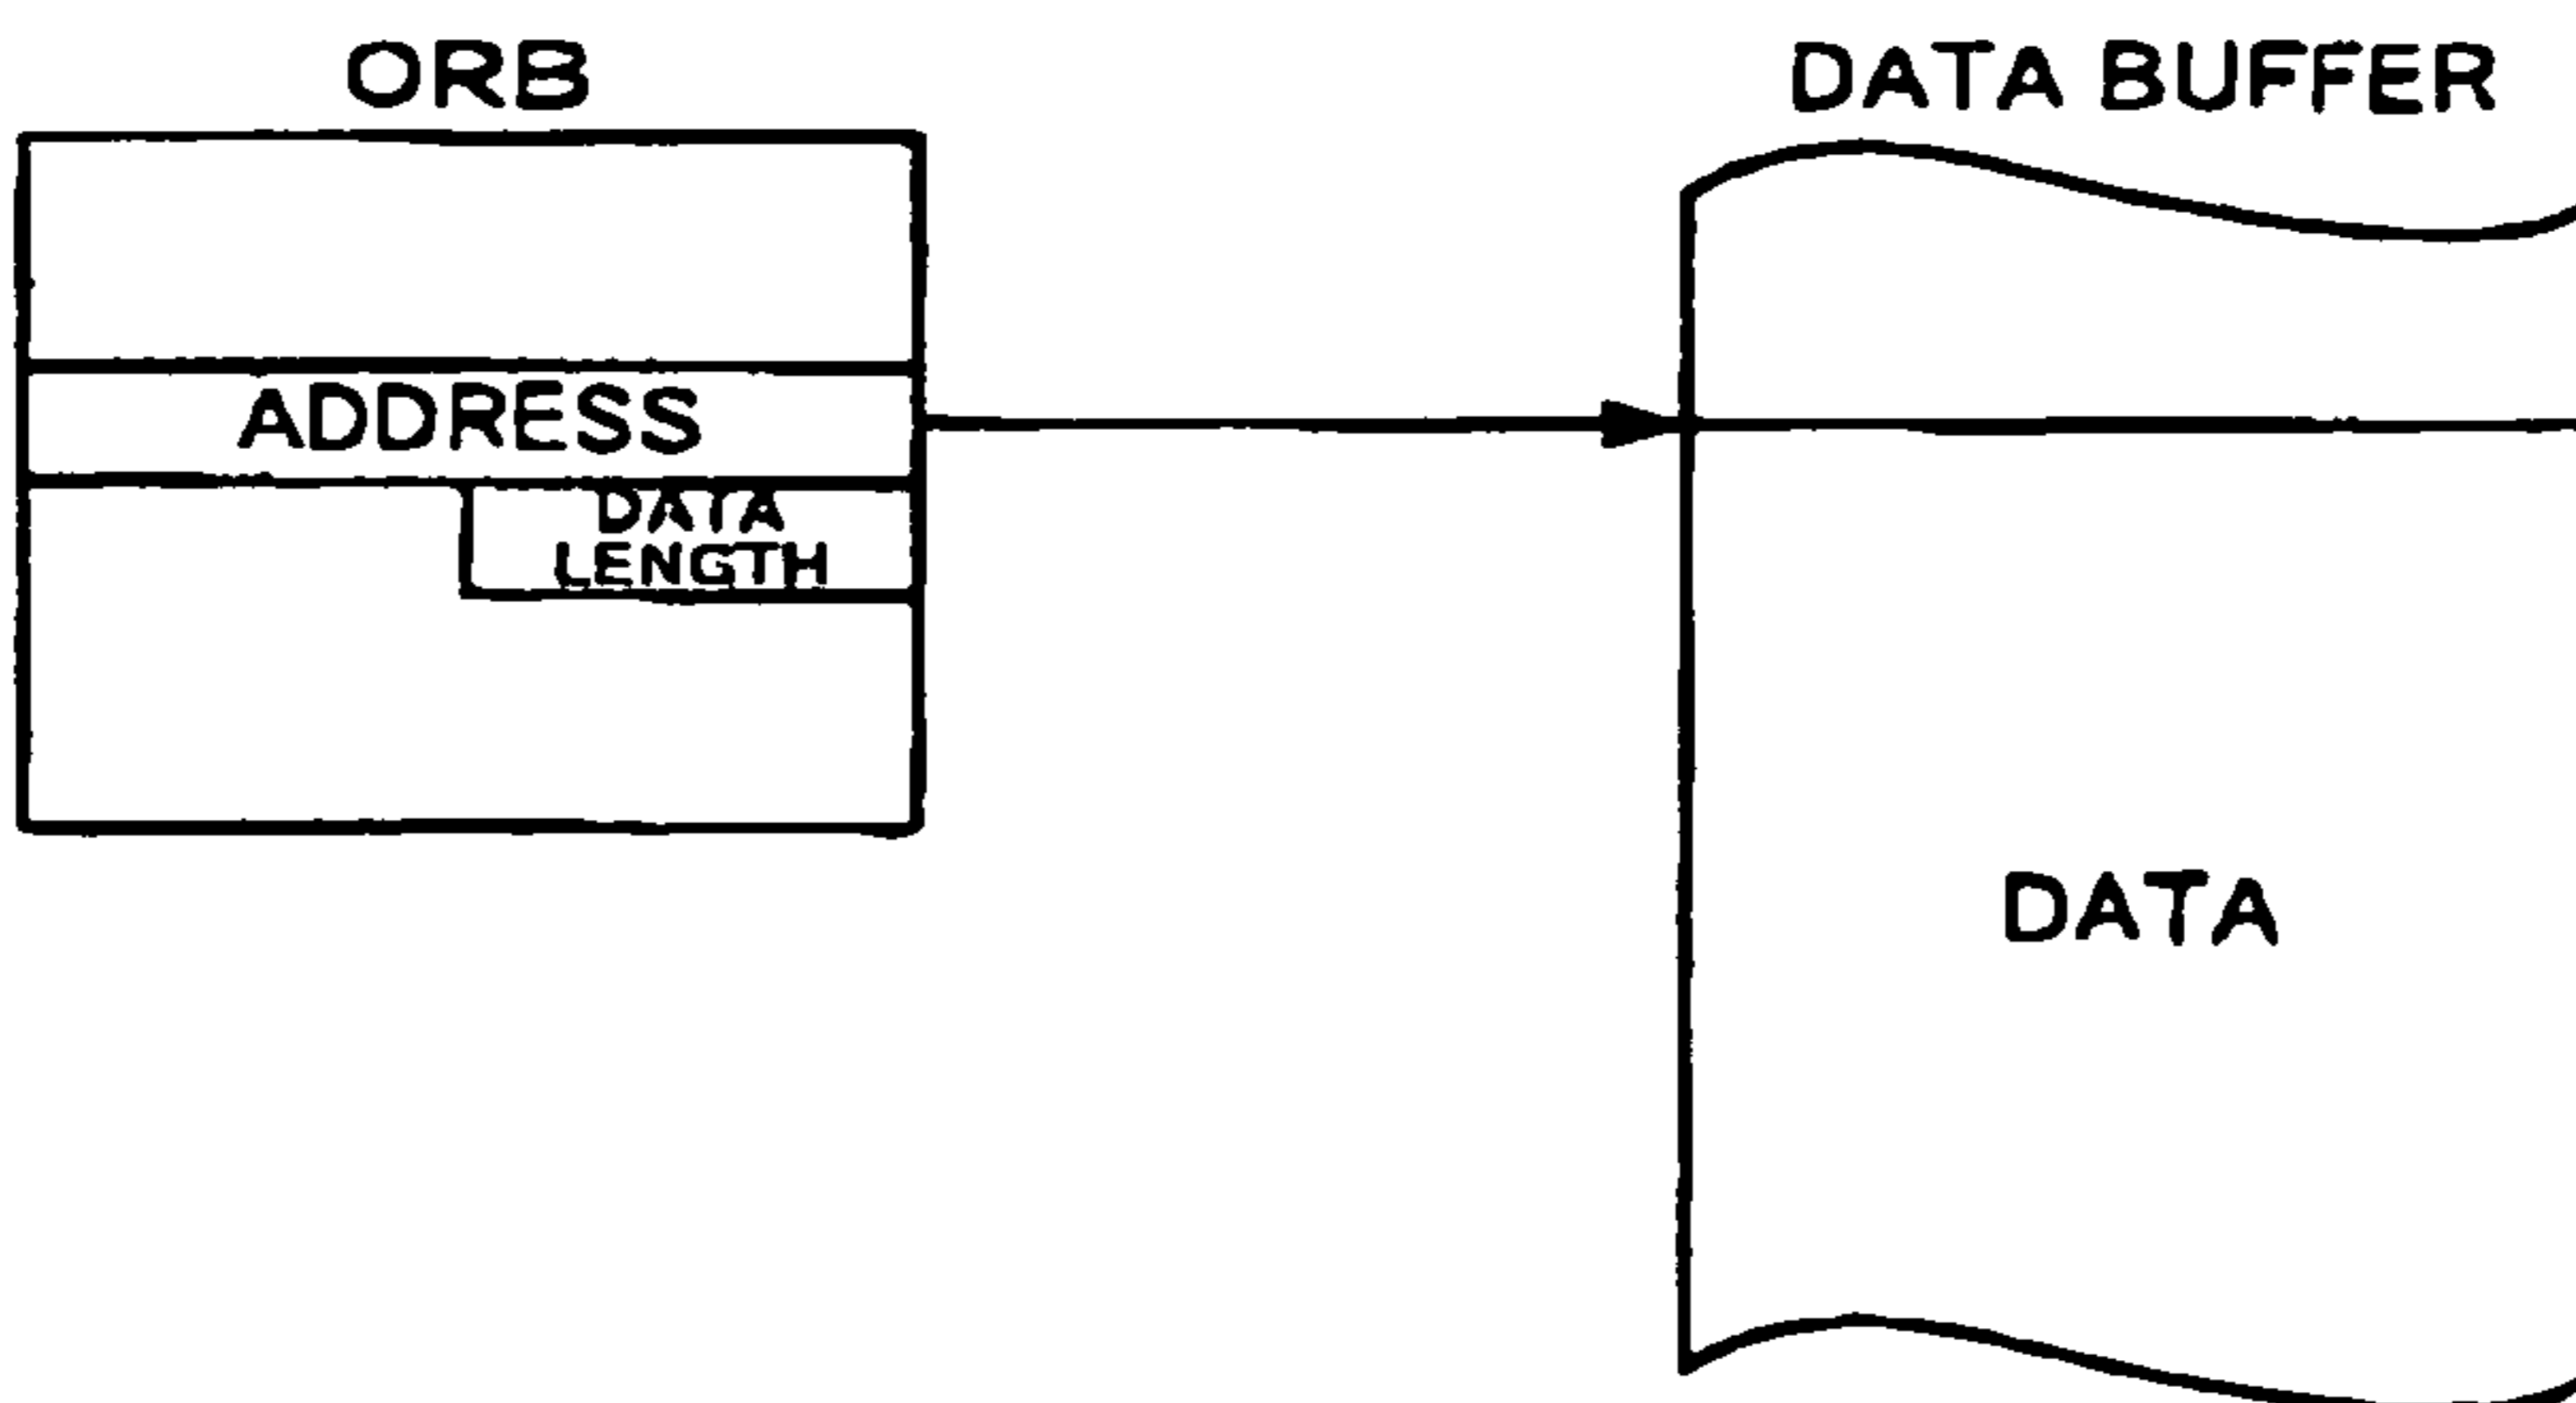 ORB
DATA BUFFER
ADDRESS
DATA
LENGTH
DATA